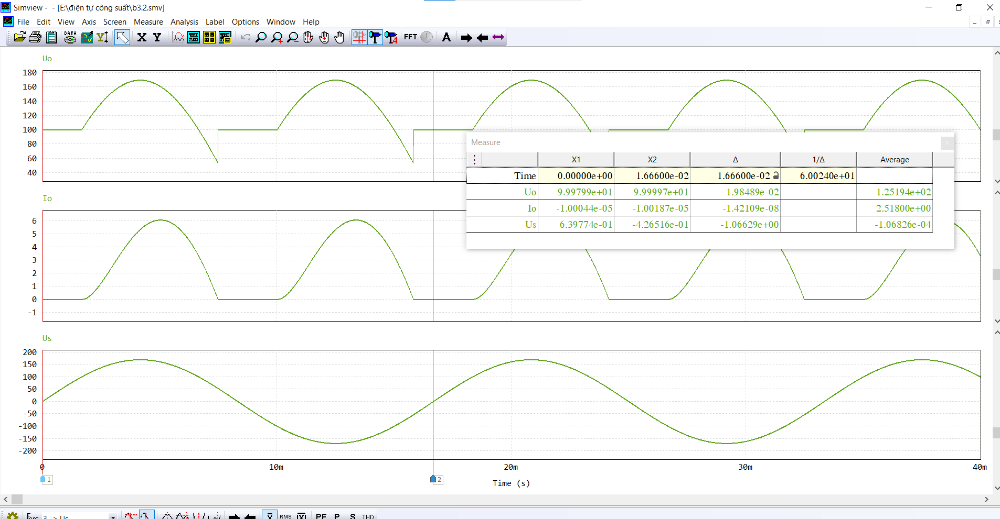 Simview - - [E:\điện tự công suất\b3.2.smv]
File Edit View Axis Screen Measure Analysis Label Options Window Help
DATA Y X Y FFT A A
Uo
180
160
140
120
100
80
60
40
Measure
X1 X2 Δ 1/Δ Average
Time 0.00000e+00 1.66600e-02 1.66600e-02 6.00240e+01
Uo 9.99799e+01 9.99997e+01 1.98489e-02 1.25194e+02
Io -1.00044e-05 -1.00187e-05 -1.42109e-08 2.51800e+00
Us 6.39774e-01 -4.26516e-01 -1.06629e+00 -1.06826e-04
Io
6
5
4
3
2
1
0
-1
Us
200
150
100
50
0
-50
-100
-150
-200
0 10m 20m 30m 40m
1 2
Time (s)
3 -> Us X RMS |X| PF P S THD